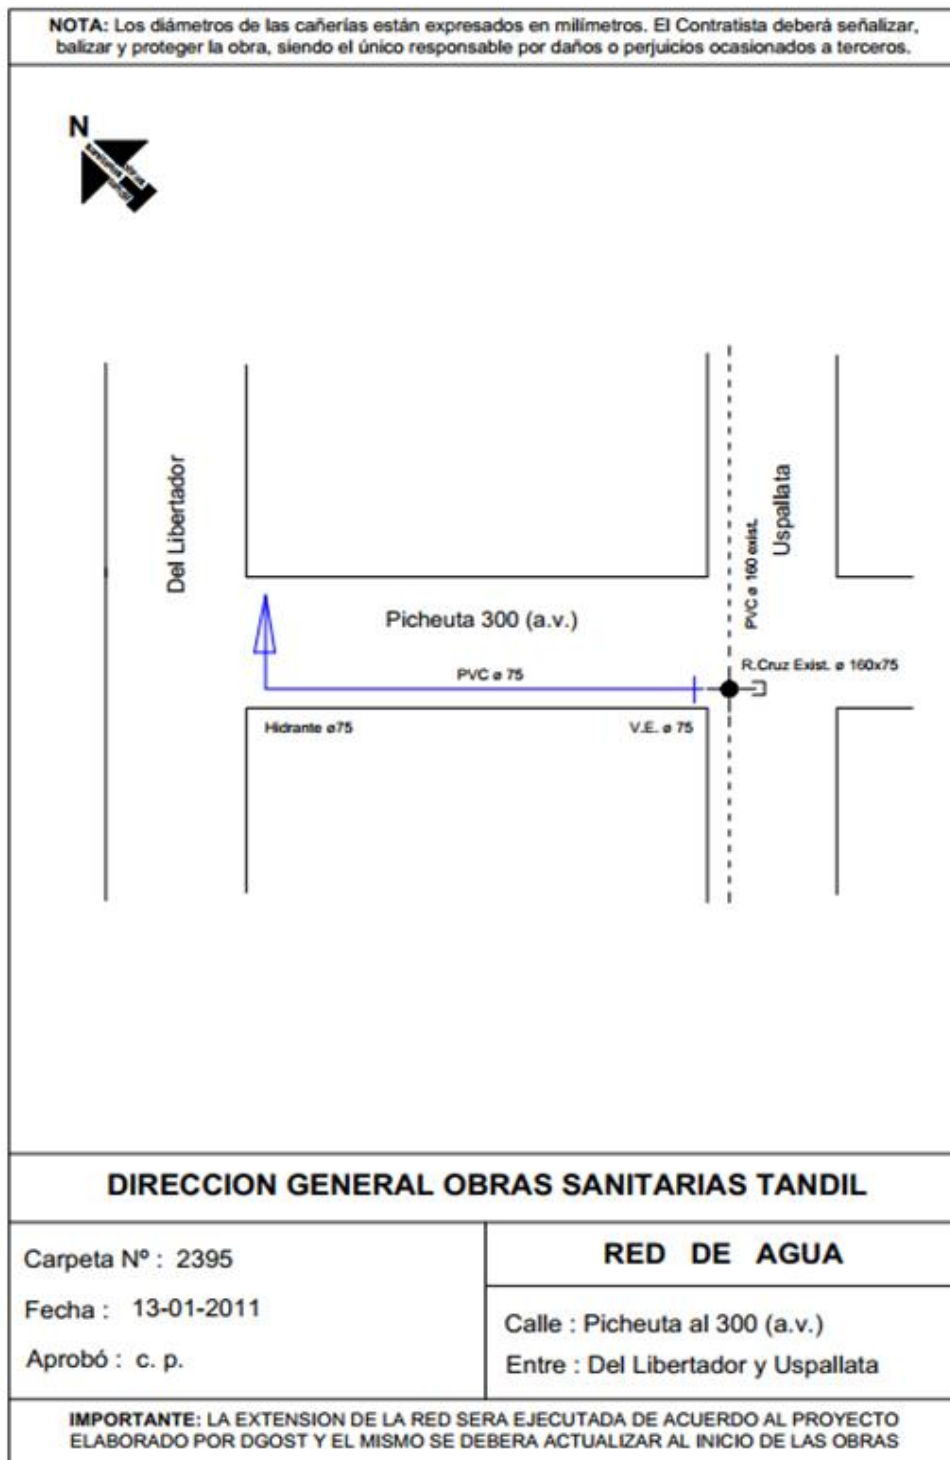 NOTA: Los diámetros de las cañerías están expresados en milímetros. El Contratista deberá señalizar,
balizar y proteger la obra, siendo el único responsable por daños o perjuicios ocasionados a terceros.
N
Del Libertador
Uspallata
PVC ø 160 exist.
Picheuta 300 (a.v.)
R.Cruz Exist. ø 160x75
PVC ø 75
Hidrante ø75
V.E. ø 75
DIRECCION GENERAL OBRAS SANITARIAS TANDIL
Carpeta Nº : 2395
Fecha : 13-01-2011
Aprobó : c. p.
RED DE AGUA
Calle : Picheuta al 300 (a.v.)
Entre : Del Libertador y Uspallata
IMPORTANTE: LA EXTENSION DE LA RED SERA EJECUTADA DE ACUERDO AL PROYECTO
ELABORADO POR DGOST Y EL MISMO SE DEBERA ACTUALIZAR AL INICIO DE LAS OBRAS